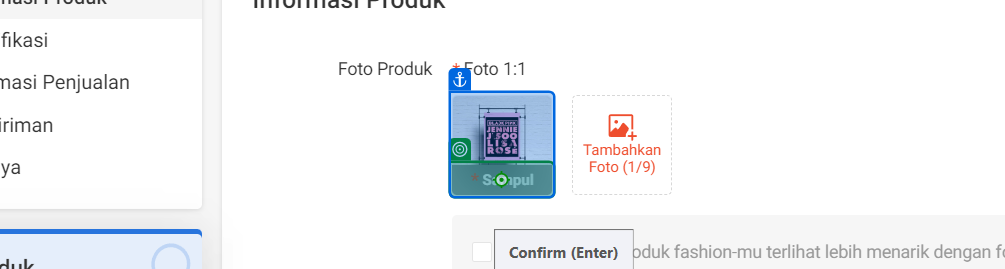 Informasi Produk
fikasi
masi Penjualan
iriman
ya
duk
Foto Produk
* Foto 1:1
BLACKPINK
JENNIE
JISOO
LISA
ROSÉ
* Sampul
Tambahkan
Foto (1/9)
Confirm (Enter)
oduk fashion-mu terlihat lebih menarik dengan fo